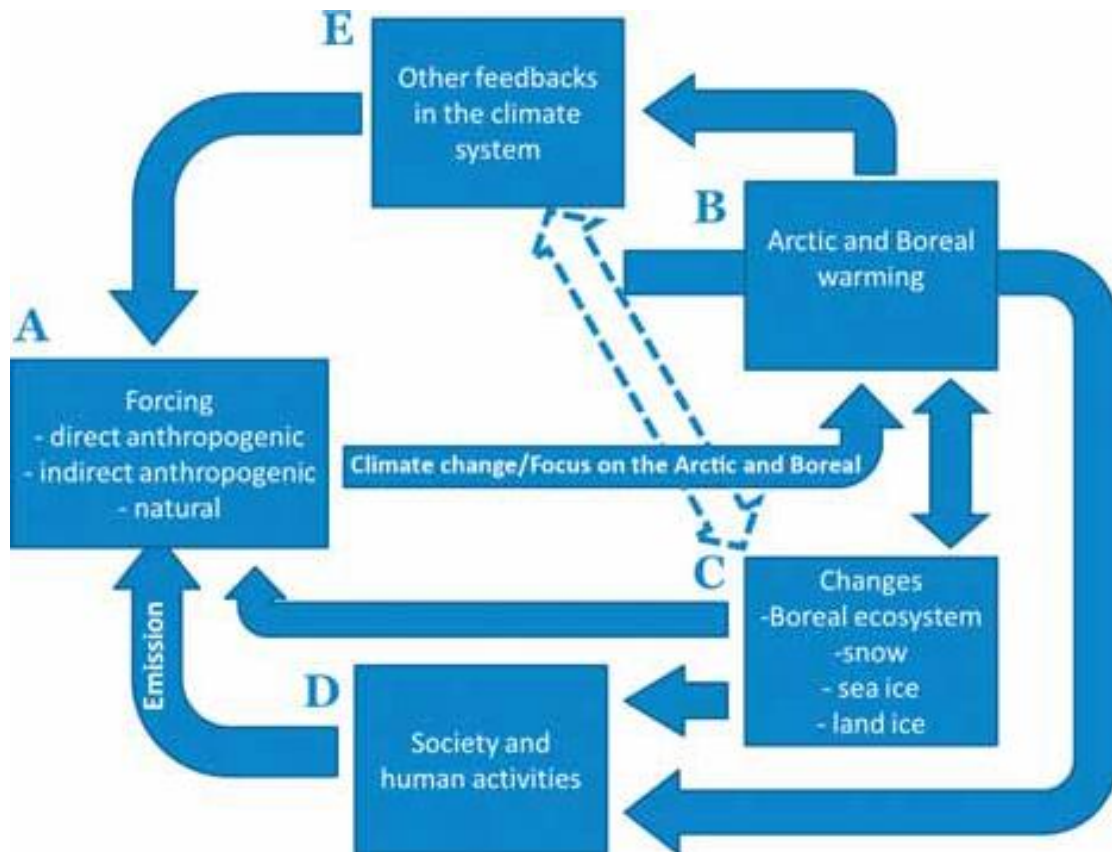 E
Other feedbacks
in the climate
system
B
Arctic and Boreal
warming
A
Forcing
- direct anthropogenic
- indirect anthropogenic
- natural
Climate change/Focus on the Arctic and Boreal
C
Changes
-Boreal ecosystem
-snow
- sea ice
- land ice
Emission
D
Society and
human activities